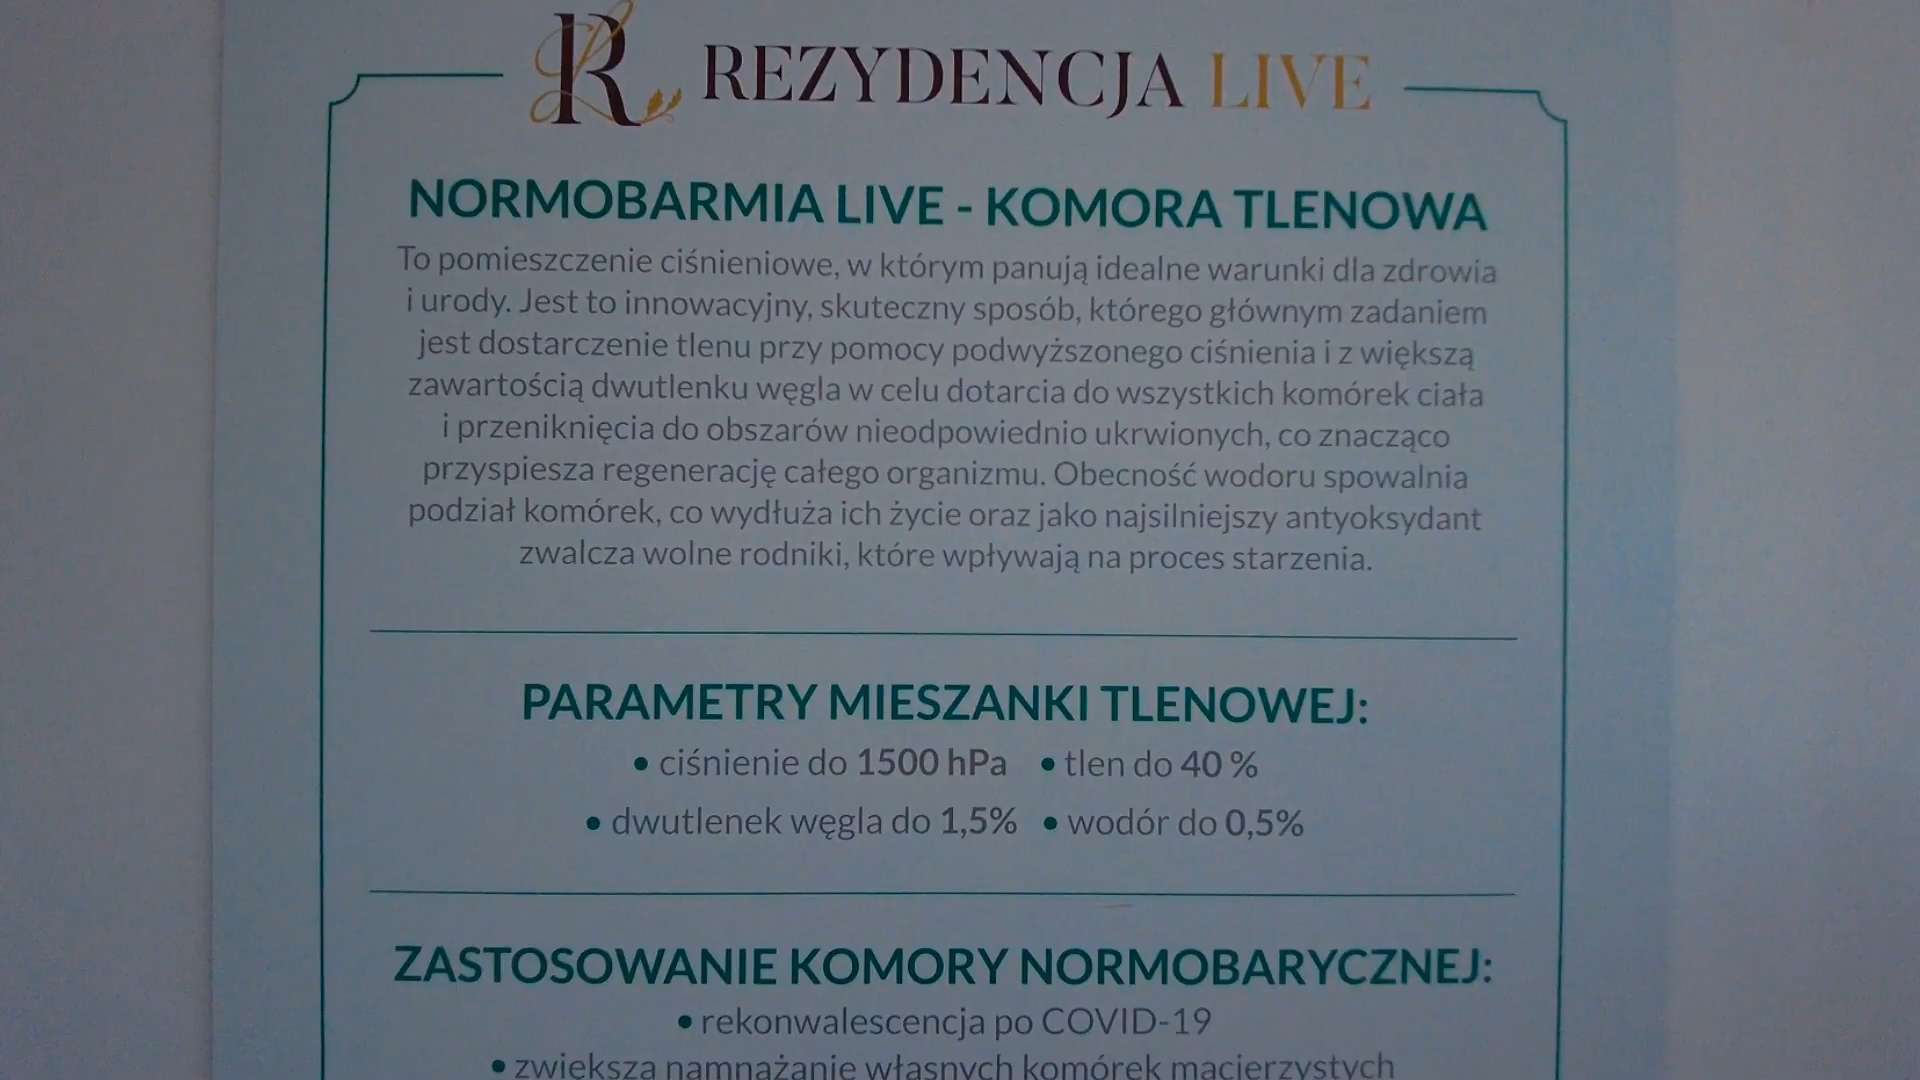 R REZYDENCJA LIVE
NORMOBARMIA LIVE - KOMORA TLENOWA
To pomieszczenie ciśnieniowe, w którym panują idealne warunki dla zdrowia
i urody. Jest to innowacyjny, skuteczny sposób, którego głównym zadaniem
jest dostarczenie tlenu przy pomocy podwyższonego ciśnienia i z większą
zawartością dwutlenku węgla w celu dotarcia do wszystkich komórek ciała
i przeniknięcia do obszarów nieodpowiednio ukrwionych, co znacząco
przyspiesza regenerację całego organizmu. Obecność wodoru spowalnia
podział komórek, co wydłuża ich życie oraz jako najsilniejszy antyoksydant
zwalcza wolne rodniki, które wpływają na proces starzenia.
PARAMETRY MIESZANKI TLENOWEJ:
• ciśnienie do 1500 hPa • tlen do 40 %
• dwutlenek węgla do 1,5% • wodór do 0,5%
ZASTOSOWANIE KOMORY NORMOBARYCZNEJ:
• rekonwalescencja po COVID-19
• zwiększa namnażanie własnych komórek macierzystych